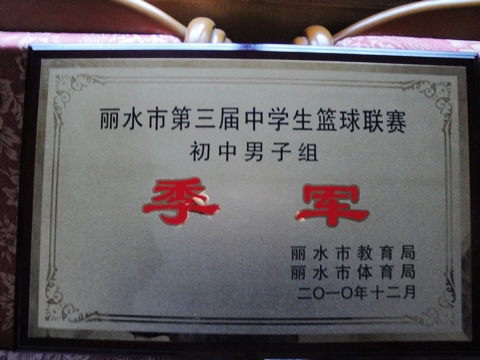 丽水市第三届中学生篮球联赛
初中男子组
季 军
丽水市教育局
丽水市体育局
二〇一〇年十二月